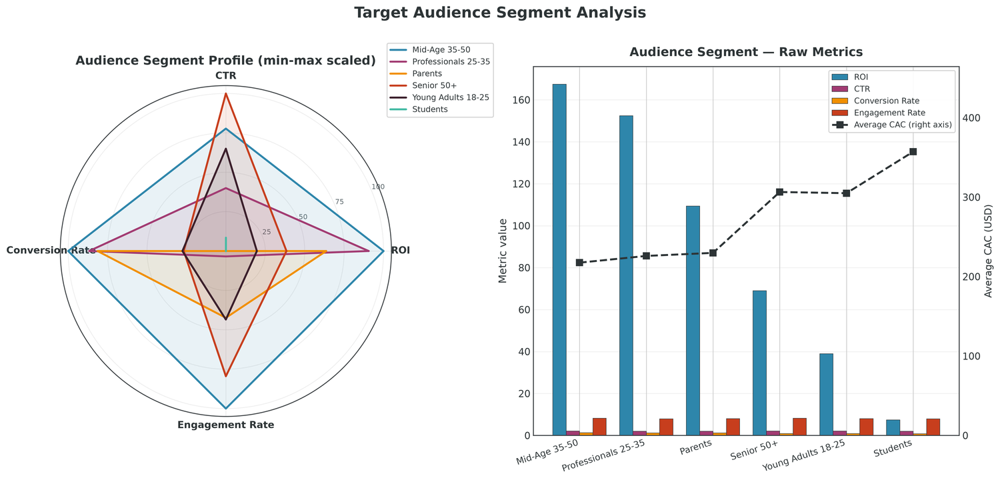 Target Audience Segment Analysis
Audience Segment Profile (min-max scaled)
CTR
ROI
Conversion Rate
Engagement Rate
25
50
75
100
Mid-Age 35-50
Professionals 25-35
Parents
Senior 50+
Young Adults 18-25
Students
Audience Segment — Raw Metrics
Metric value
0
20
40
60
80
100
120
140
160
Mid-Age 35-50
Professionals 25-35
Parents
Senior 50+
Young Adults 18-25
Students
ROI
CTR
Conversion Rate
Engagement Rate
Average CAC (right axis)
0
100
200
300
400
Average CAC (USD)